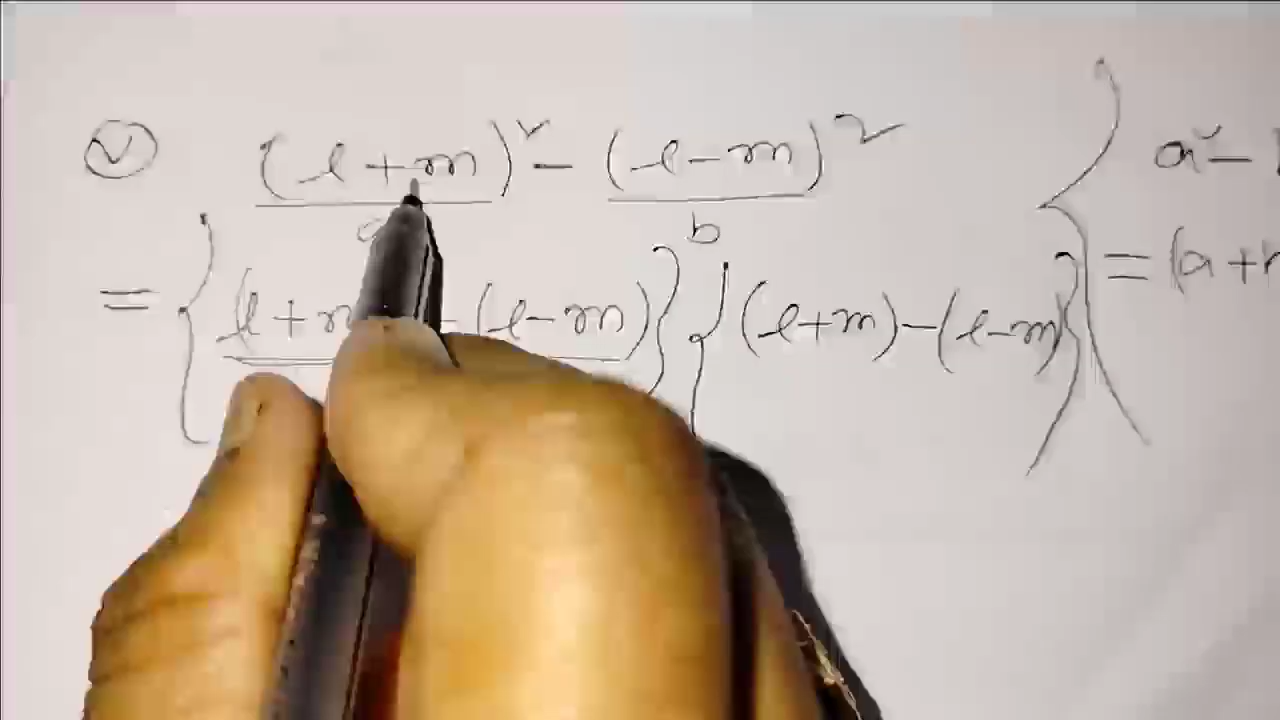 (v) (l+m)² - (l-m)²
a b
= { (l+m - (l-m) } { (l+m) - (l-m) }
a² -
= (a+